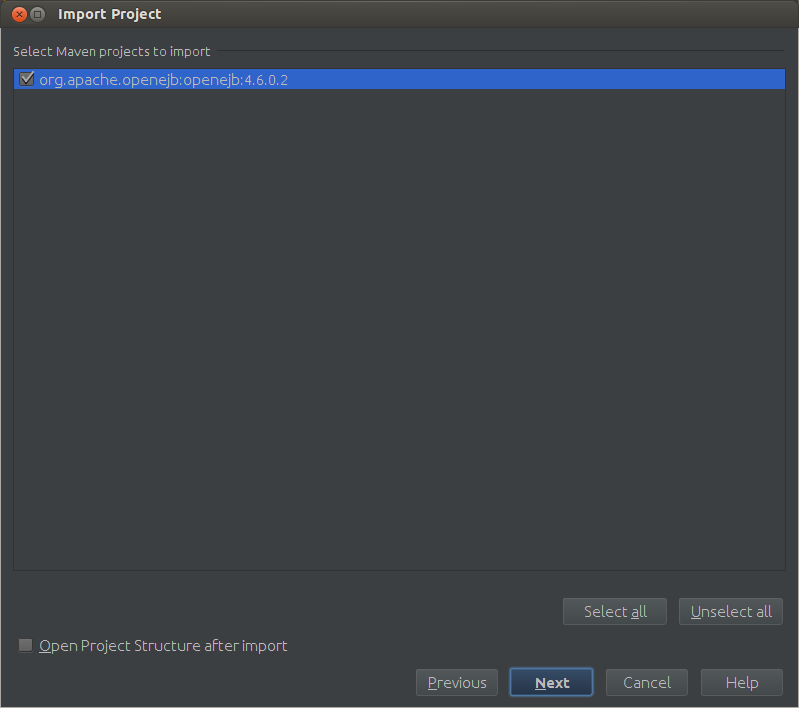 Import Project
Select Maven projects to import
org.apache.openejb:openejb:4.6.0.2
Select all Unselect all
Open Project Structure after import
Previous Next Cancel Help